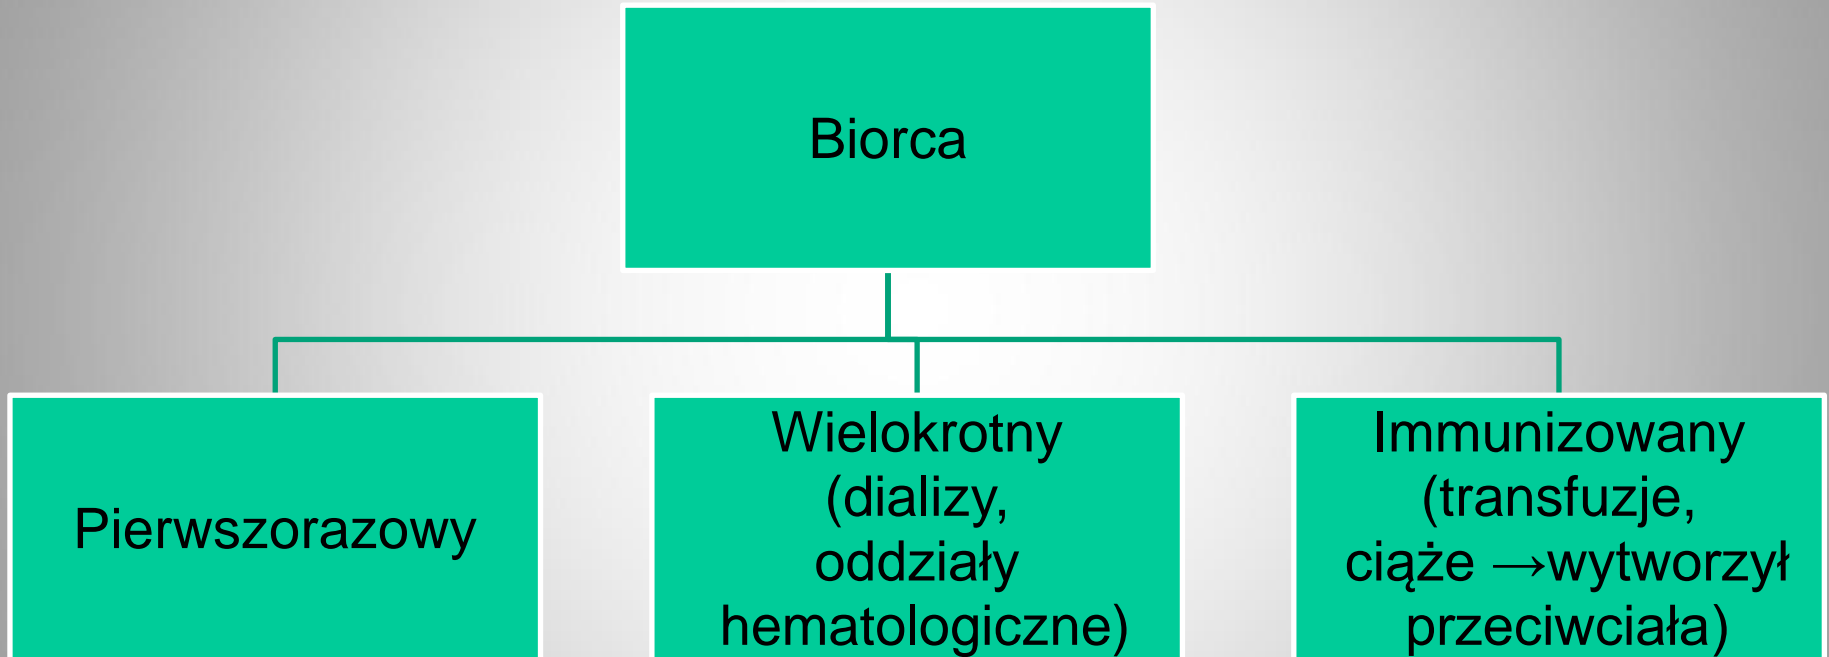 Biorca
Pierwszorazowy
Wielokrotny
(dializy,
oddziały
hematologiczne)
Immunizowany
(transfuzje,
ciąże →wytworzył
przeciwciała)